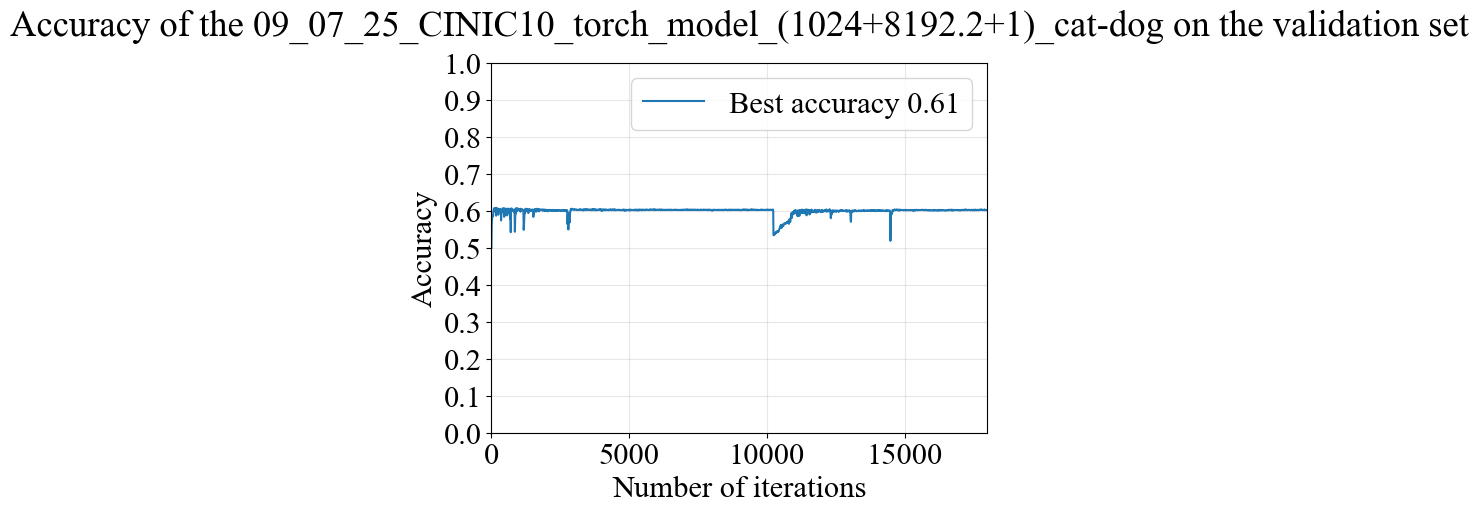 Accuracy of the 09_07_25_CINIC10_torch_model_(1024+8192.2+1)_cat-dog on the validation set
1.0
0.9
0.8
0.7
0.6
0.5
0.4
0.3
0.2
0.1
0.0
Accuracy
Best accuracy 0.61
0 5000 10000 15000
Number of iterations